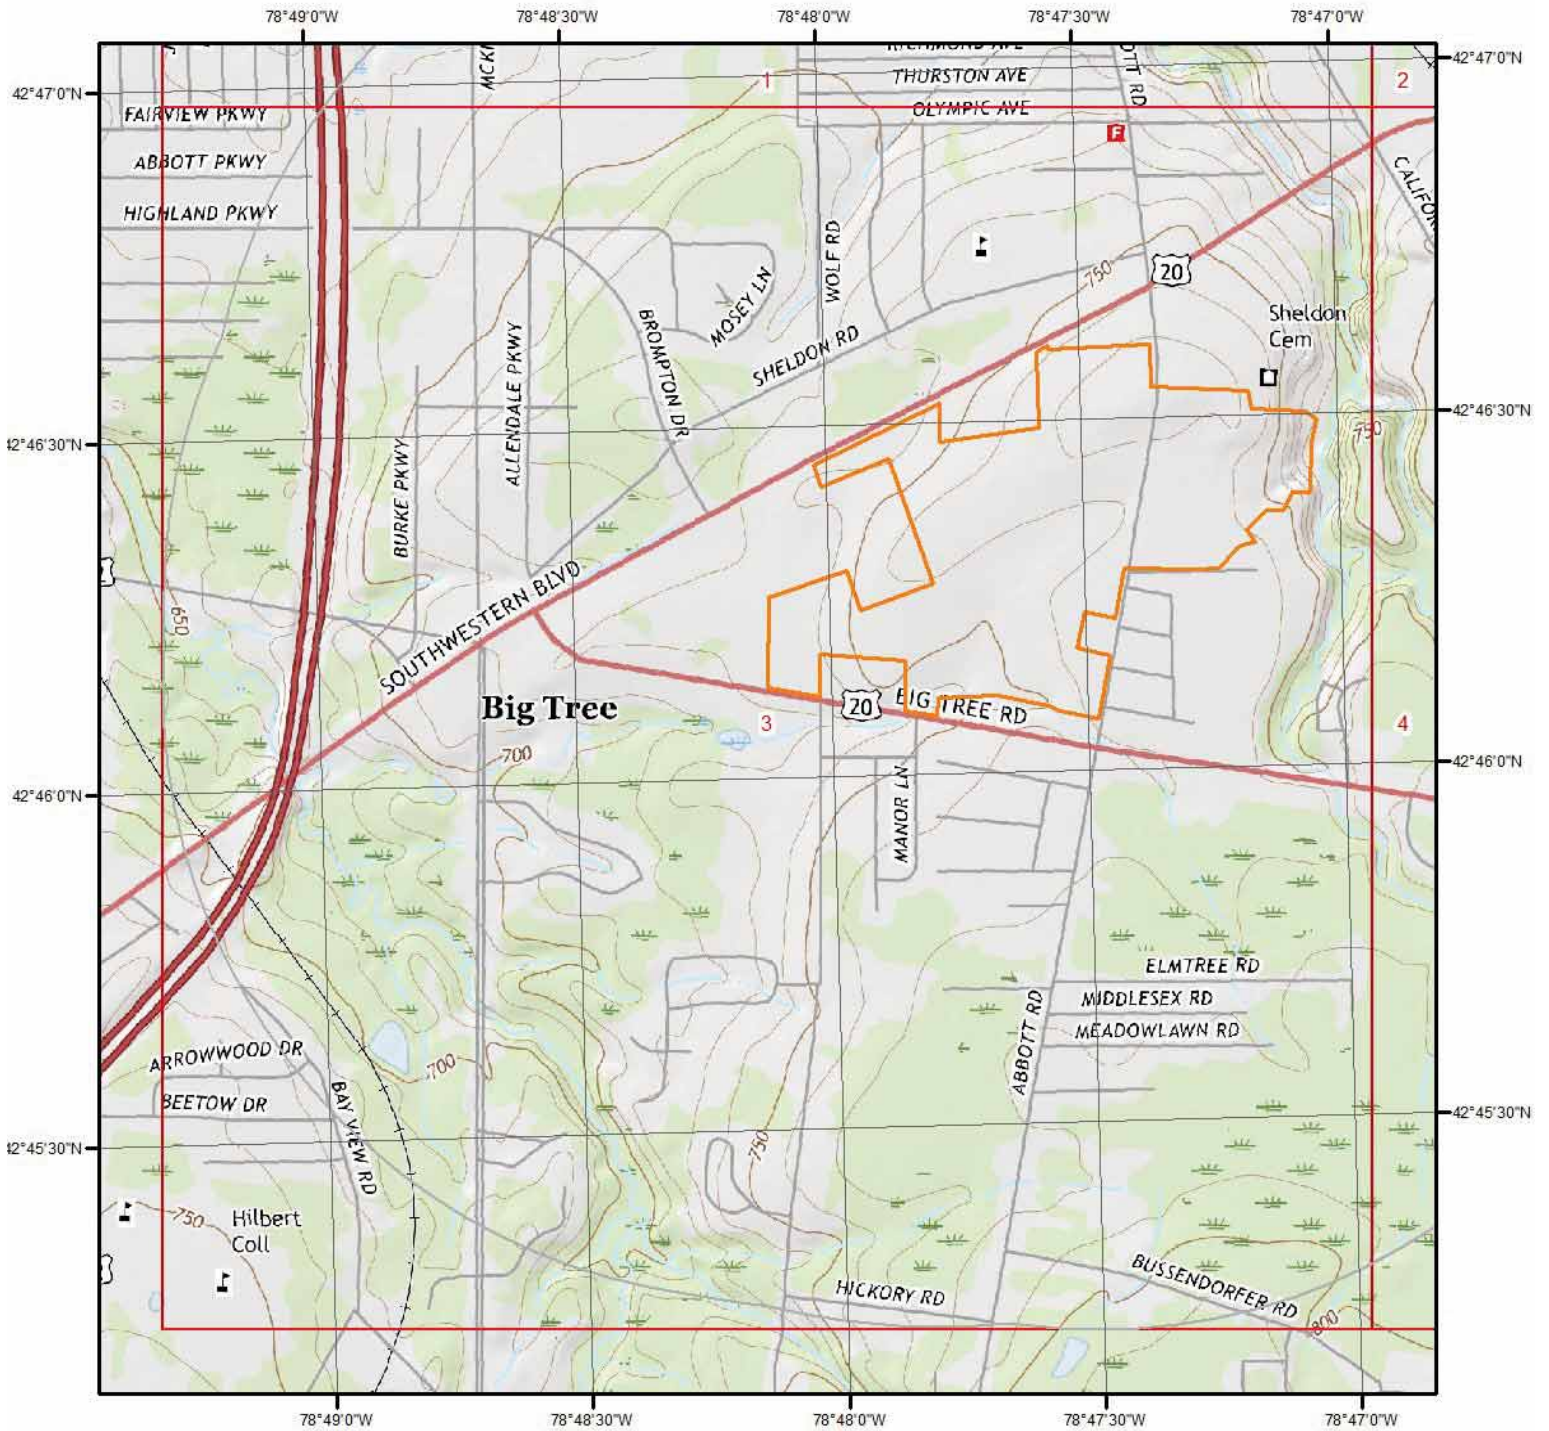 78°49'0"W 78°48'30"W 78°48'0"W 78°47'30"W 78°47'0"W
MCKI
OTT RD
THURSTON AVE
1
2
42°47'0"N
42°47'0"N
FAIRVIEW PKWY
OLYMPIC AVE
F
ABBOTT PKWY
HIGHLAND PKWY
CALIFOR
WOLF RD
750
20
MOSEY LN
BROMPTON DR
SHELDON RD
Sheldon
Cem
ALLENDALE PKWY
42°46'30"N
42°46'30"N
750
BURKE PKWY
SOUTHWESTERN BLVD
650
Big Tree
20
BIG TREE RD
3
4
700
42°46'0"N
42°46'0"N
MANOR LN
ELMTREE RD
MIDDLESEX RD
MEADOWLAWN RD
ABBOTT RD
ARROWWOOD DR
700
BEETOW DR
BAY VIEW RD
42°45'30"N
2°45'30"N
750
750
Hilbert
Coll
HICKORY RD
BUSSENDORFER RD
800
78°49'0"W 78°48'30"W 78°48'0"W 78°47'30"W 78°47'0"W